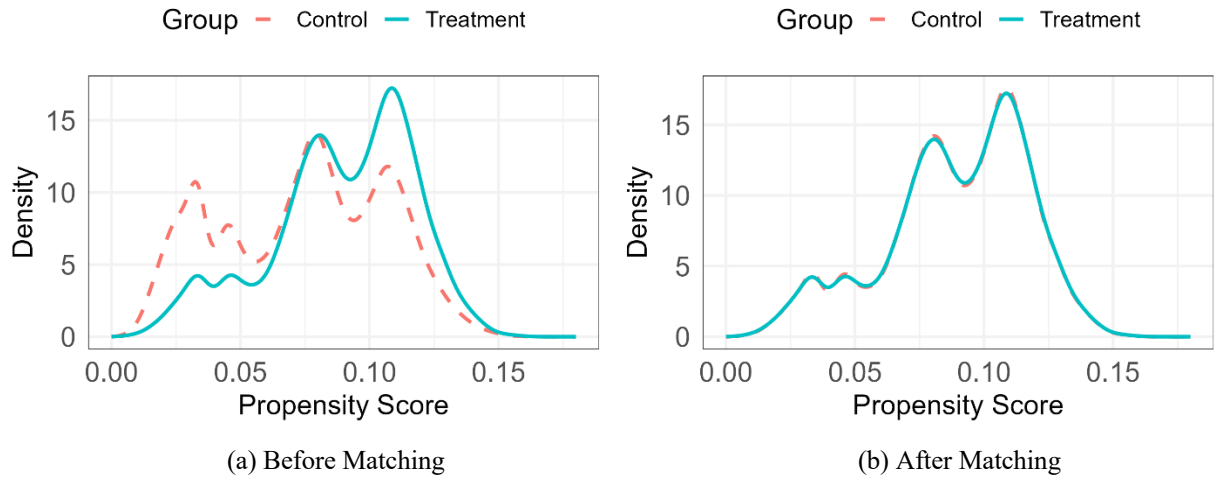 Group Control Treatment
Density
15
10
5
0
0.00 0.05 0.10 0.15
Propensity Score
(a) Before Matching
Group Control Treatment
Density
15
10
5
0
0.00 0.05 0.10 0.15
Propensity Score
(b) After Matching